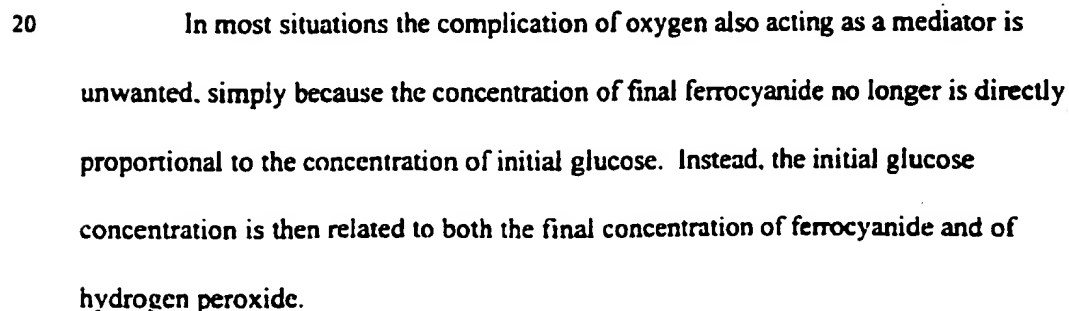 20 In most situations the complication of oxygen also acting as a mediator is
unwanted. simply because the concentration of final ferrocyanide no longer is directly
proportional to the concentration of initial glucose. Instead, the initial glucose
concentration is then related to both the final concentration of ferrocyanide and of
hydrogen peroxide.